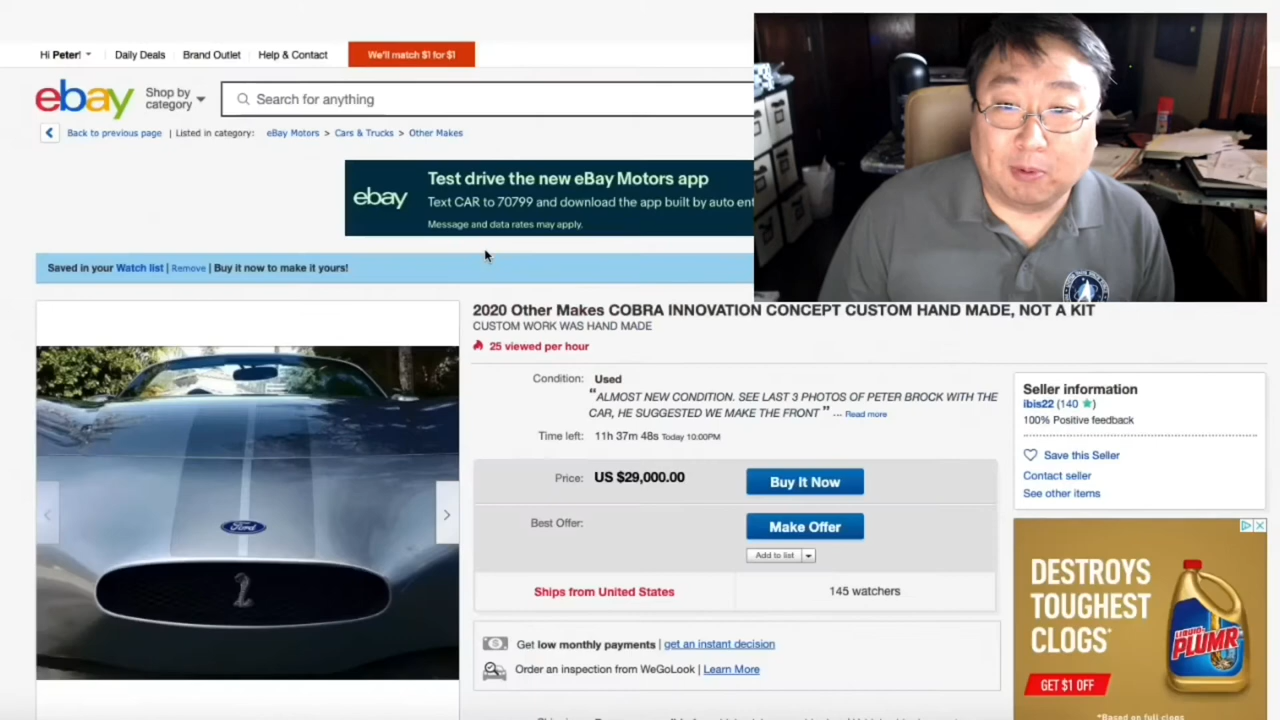 Hi Peter!
Daily Deals
Brand Outlet
Help & Contact
We'll match $1 for $1
ebay
Shop by category
Search for anything
Back to previous page | Listed in category:
eBay Motors > Cars & Trucks > Other Makes
ebay
Test drive the new eBay Motors app
Text CAR to 70799 and download the app built by auto
Message and data rates may apply.
Saved in your Watch list | Remove | Buy it now to make it yours!
2020 Other Makes COBRA INNOVATION CONCEPT CUSTOM HAND MADE, NOT A KIT
CUSTOM WORK WAS HAND MADE
25 viewed per hour
Condition: Used
"ALMOST NEW CONDITION. SEE LAST 3 PHOTOS OF PETER BROCK WITH THE
CAR, HE SUGGESTED WE MAKE THE FRONT" ... Read more
Time left: 11h 37m 48s Today 10:00PM
Price: US $29,000.00
Buy It Now
Best Offer:
Make Offer
Add to list
Ships from United States
145 watchers
Get low monthly payments | get an instant decision
Order an inspection from WeGoLook | Learn More
Ford
Seller information
ibis22 (140 ★)
100% Positive feedback
Save this Seller
Contact seller
See other items
DESTROYS
TOUGHEST
CLOGS*
LIQUID-PLUMR
GET $1 OFF
*Based on full clogs